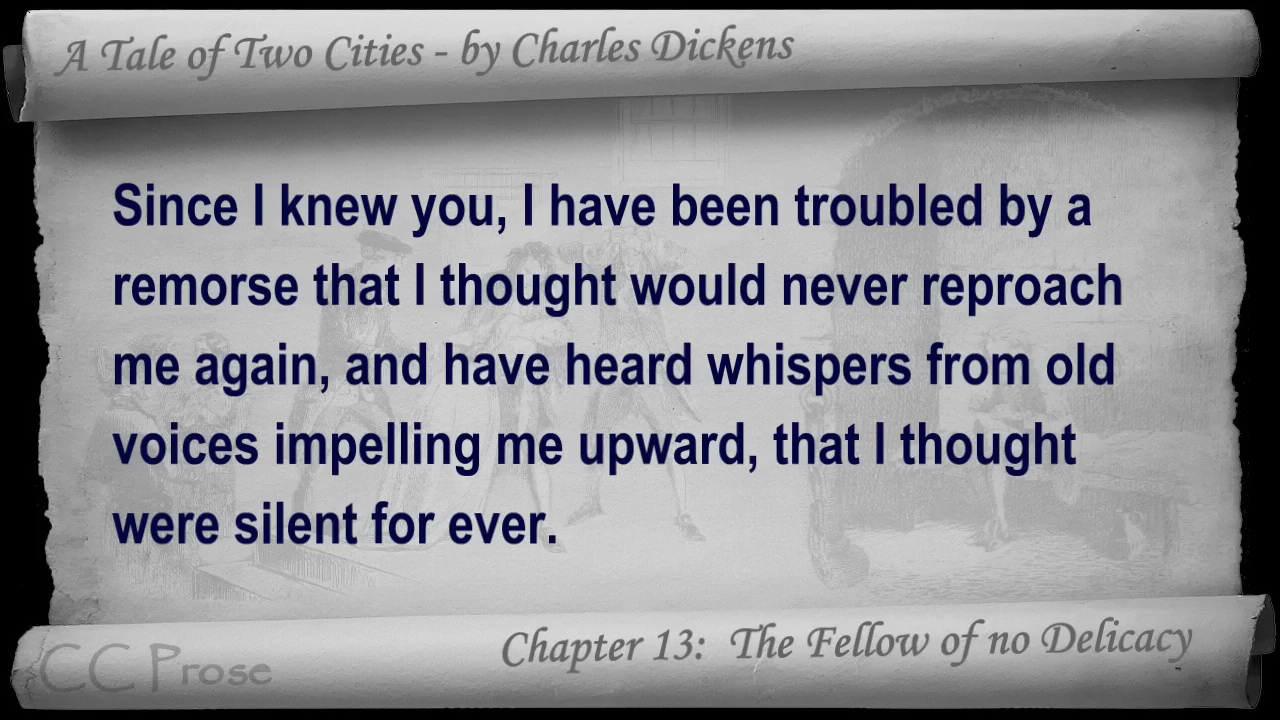 A Tale of Two Cities - by Charles Dickens
Since I knew you, I have been troubled by a
remorse that I thought would never reproach
me again, and have heard whispers from old
voices impelling me upward, that I thought
were silent for ever.
Chapter 13: The Fellow of no Delicacy
CC Prose